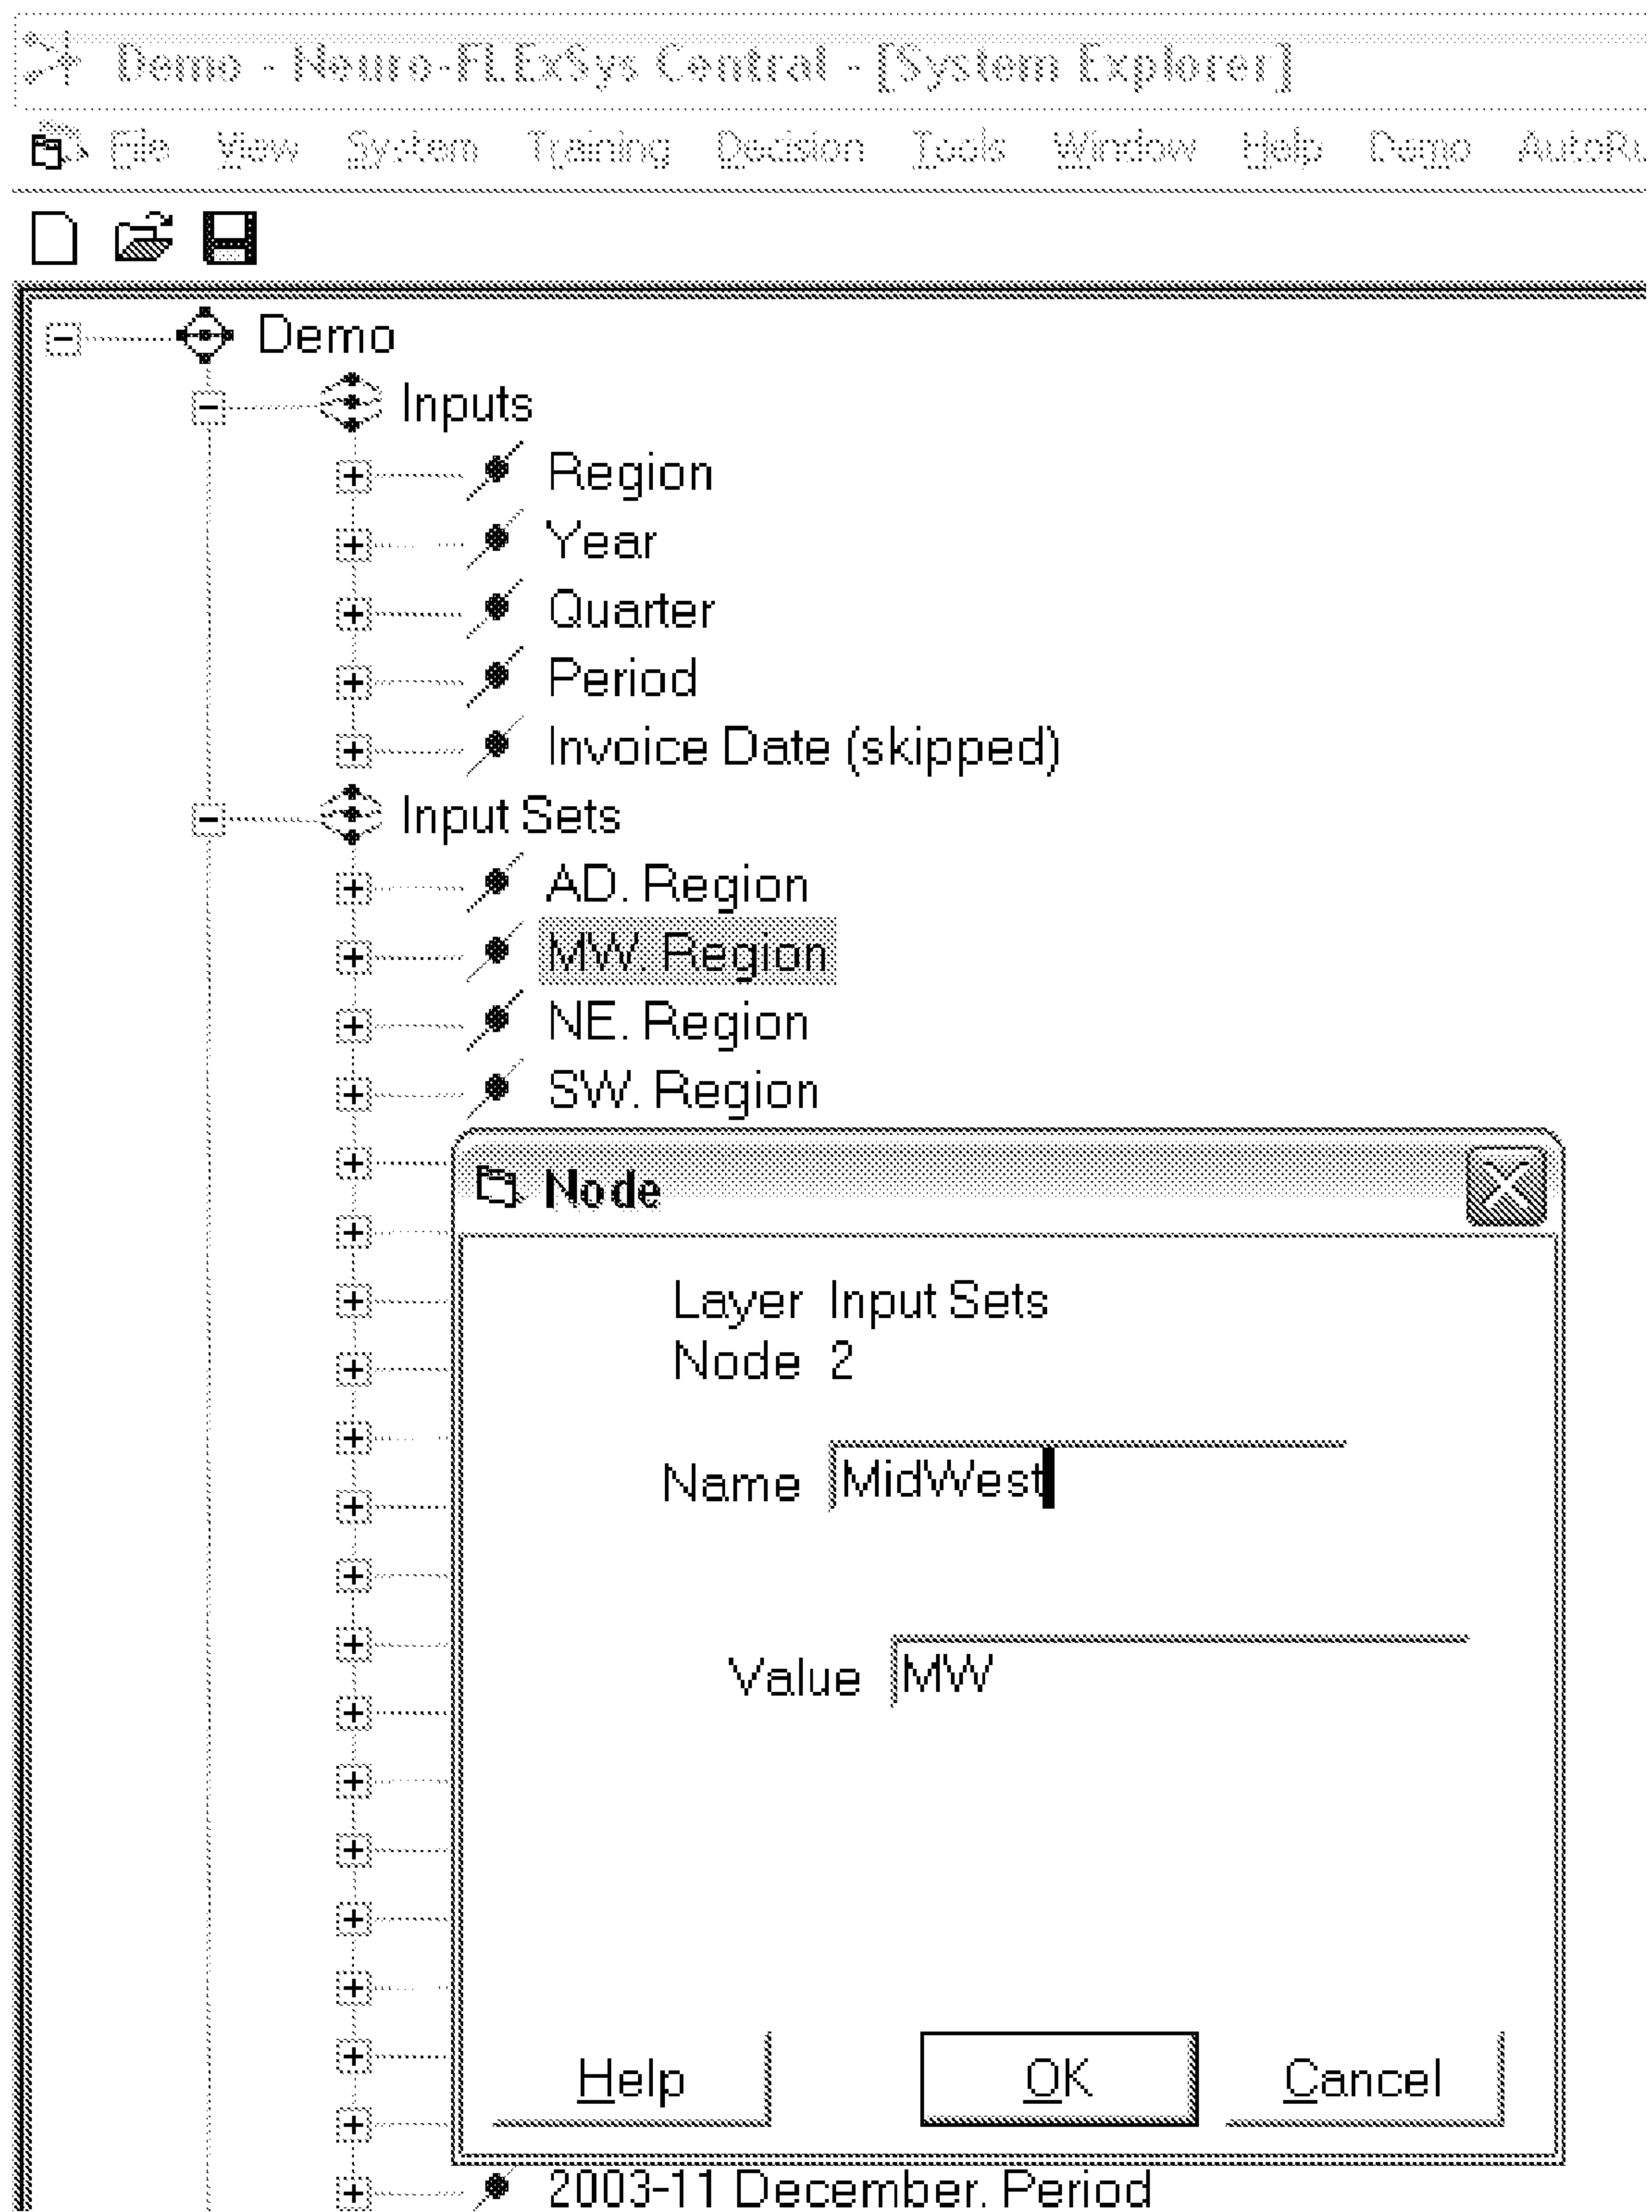 Demo - Neuro-FLExSys Central - [System Explorer]
File View System Training Decision Tools Window Help Demo AutoRu
Demo
Inputs
Region
Year
Quarter
Period
Invoice Date (skipped)
Input Sets
AD. Region
MW. Region
NE. Region
SW. Region
Node
Layer Input Sets
Node 2
Name MidWest
Value MW
Help OK Cancel
2003-11 December. Period